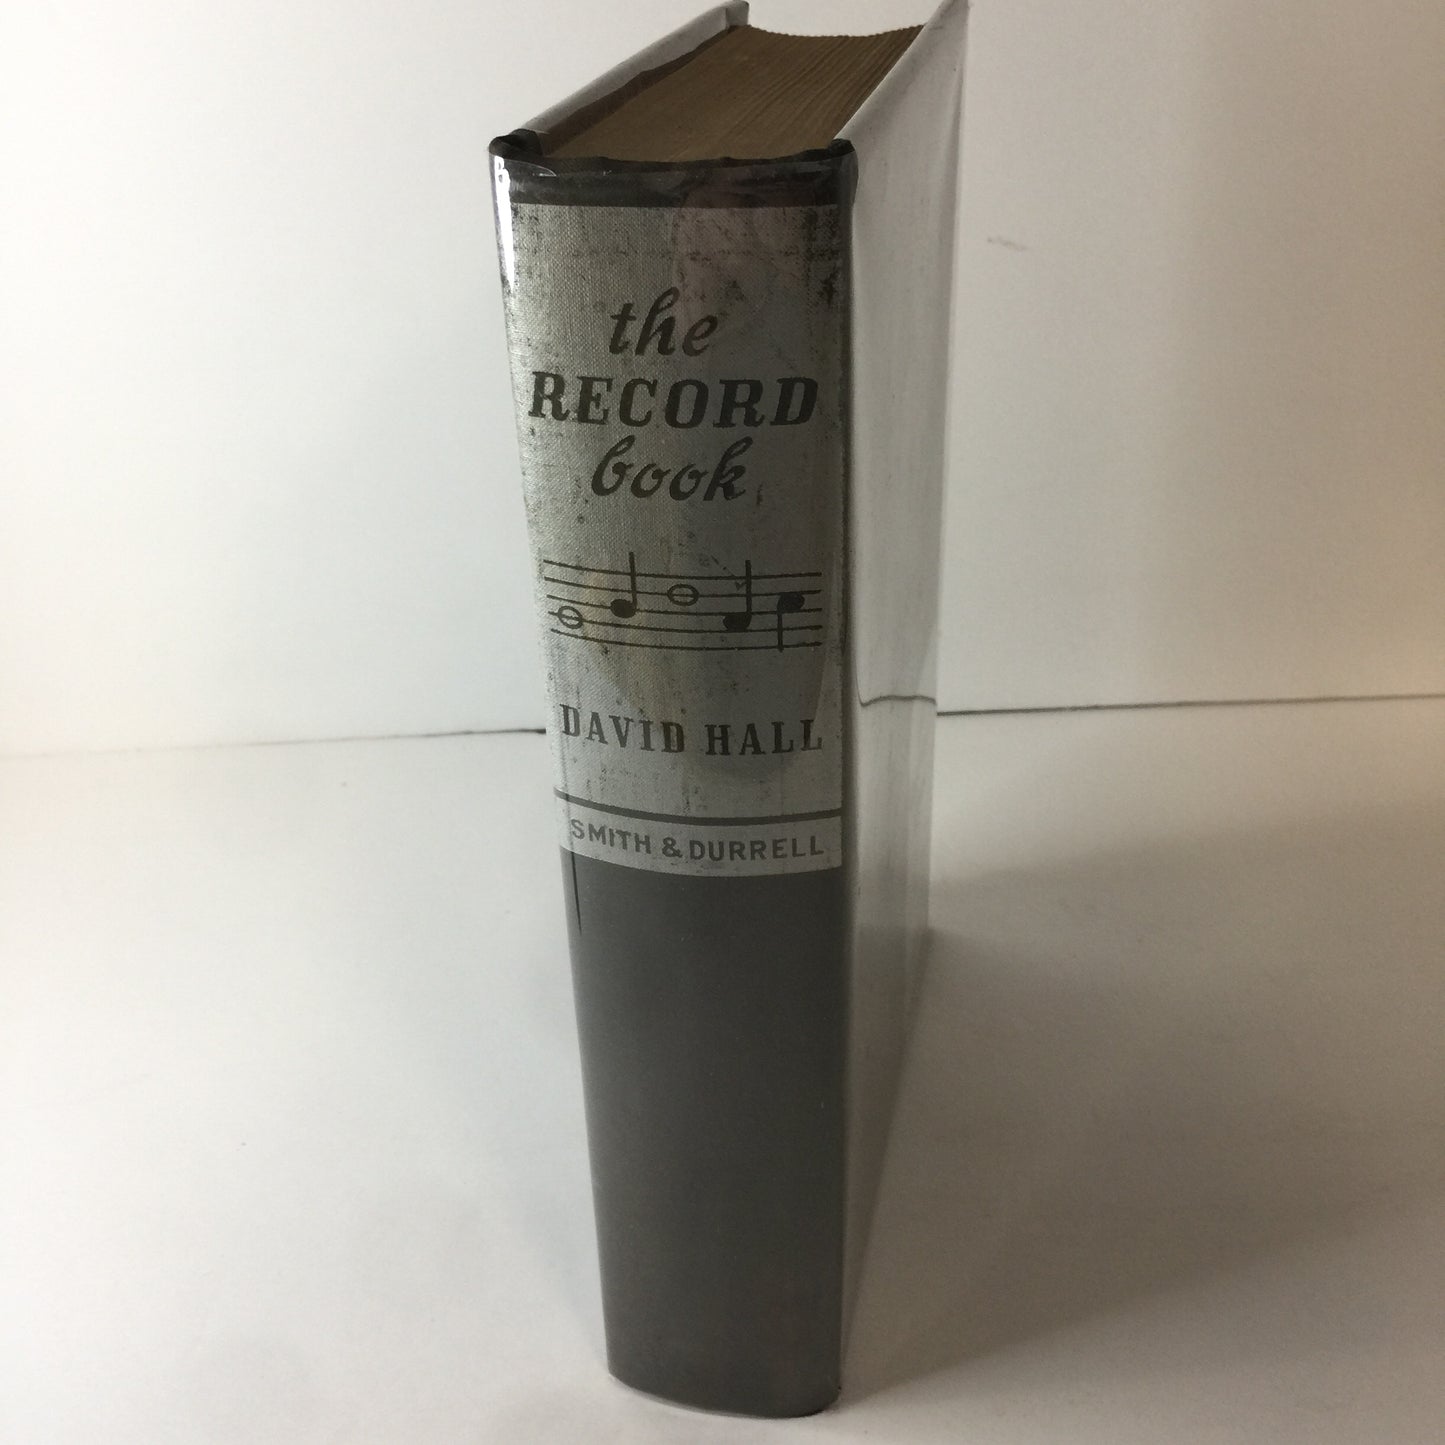 the
RECORD
book
DAVID HALL
SMITH & DURRELL